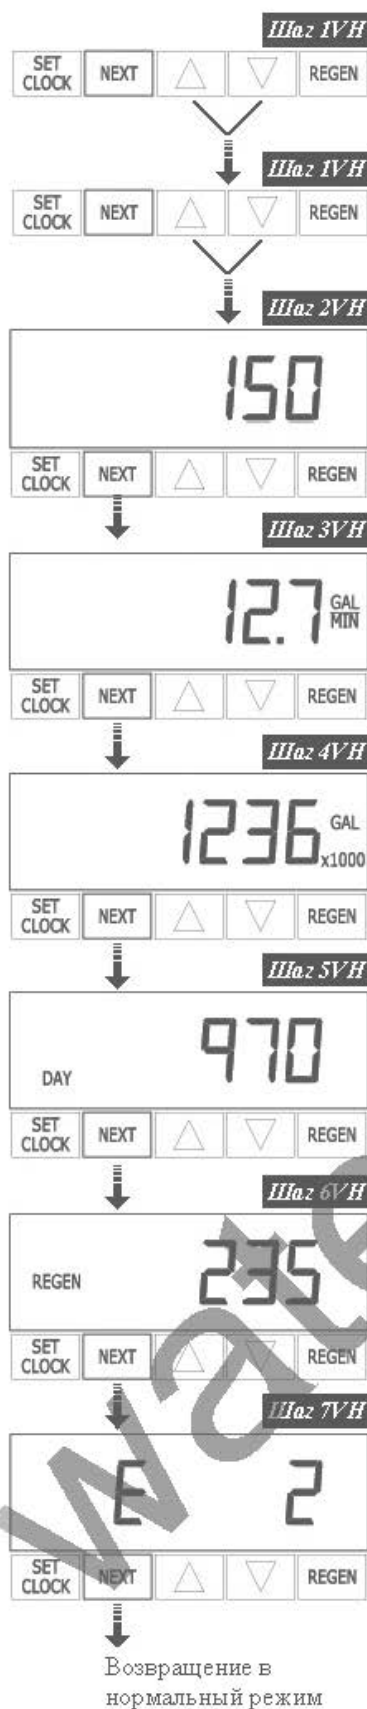 Шаг 1VH
SET CLOCK NEXT REGEN
Шаг 1VH
SET CLOCK NEXT REGEN
Шаг 2VH
150
SET CLOCK NEXT REGEN
Шаг 3VH
12.7 GAL MIN
SET CLOCK NEXT REGEN
Шаг 4VH
1236 GAL x1000
SET CLOCK NEXT REGEN
Шаг 5VH
DAY 970
SET CLOCK NEXT REGEN
Шаг 6VH
REGEN 235
SET CLOCK NEXT REGEN
Шаг 7VH
E 2
SET CLOCK NEXT REGEN
Возвращение в
нормальный режим
wate